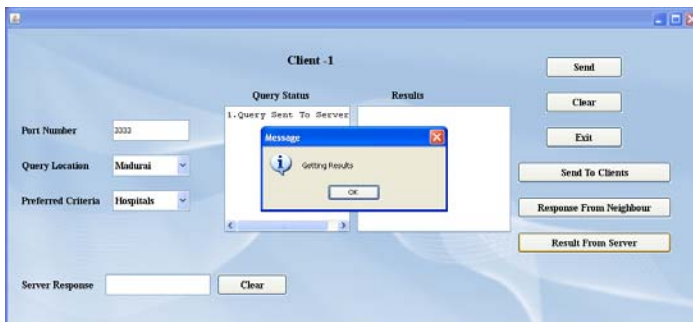 Client -1
Query Status
Results
1.Query Sent To Server
Port Number
3333
Query Location
Madurai
Preferred Criteria
Hospitals
Message
Getting Results
OK
Send
Clear
Exit
Send To Clients
Response From Neighbour
Result From Server
Server Response
Clear